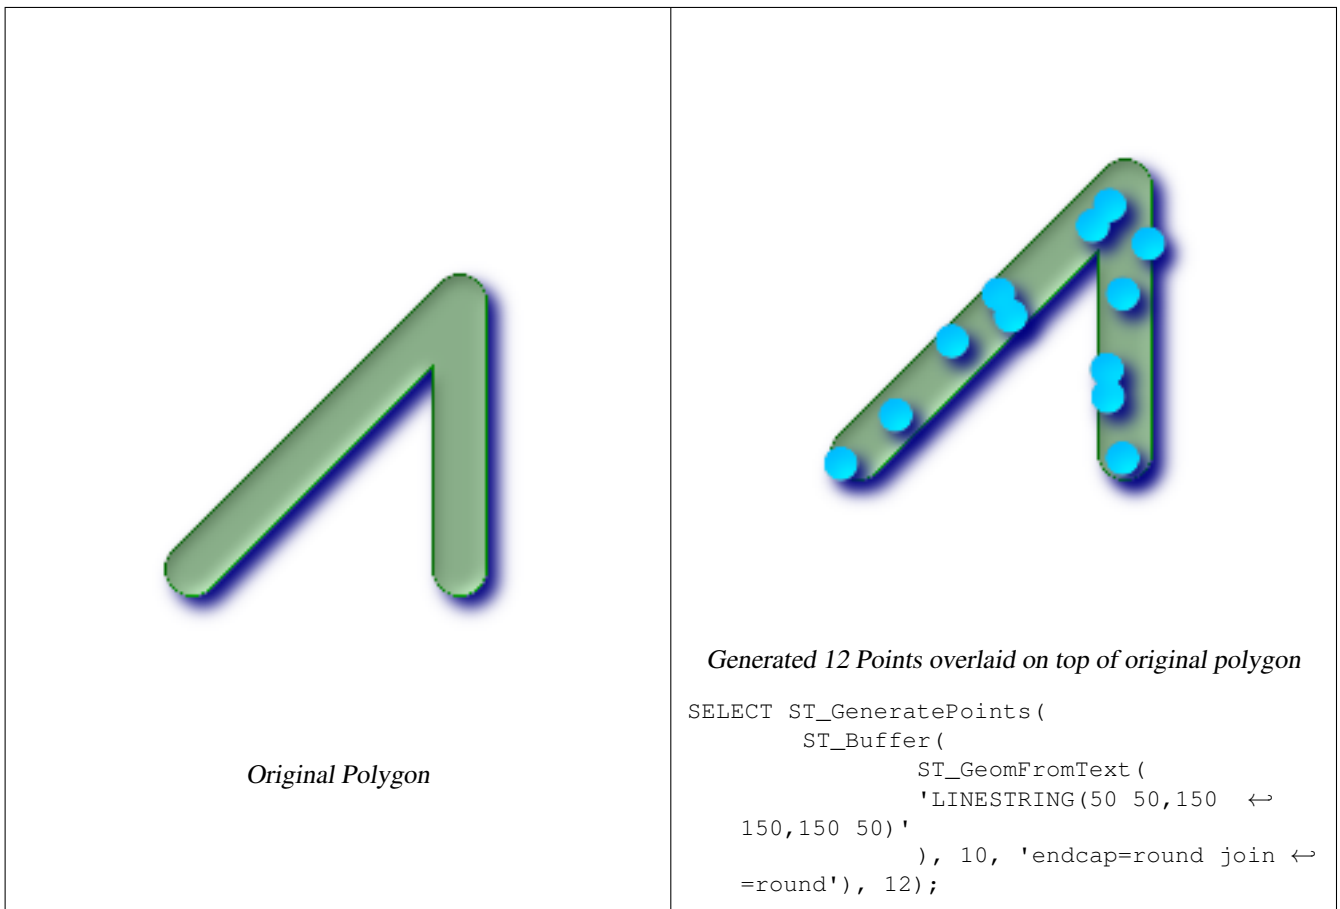 Original Polygon
Generated 12 Points overlaid on top of original polygon
SELECT ST_GeneratePoints(
ST_Buffer(
ST_GeomFromText(
'LINESTRING(50 50,150 ↩
150,150 50)'
), 10, 'endcap=round join ↩
=round'), 12);